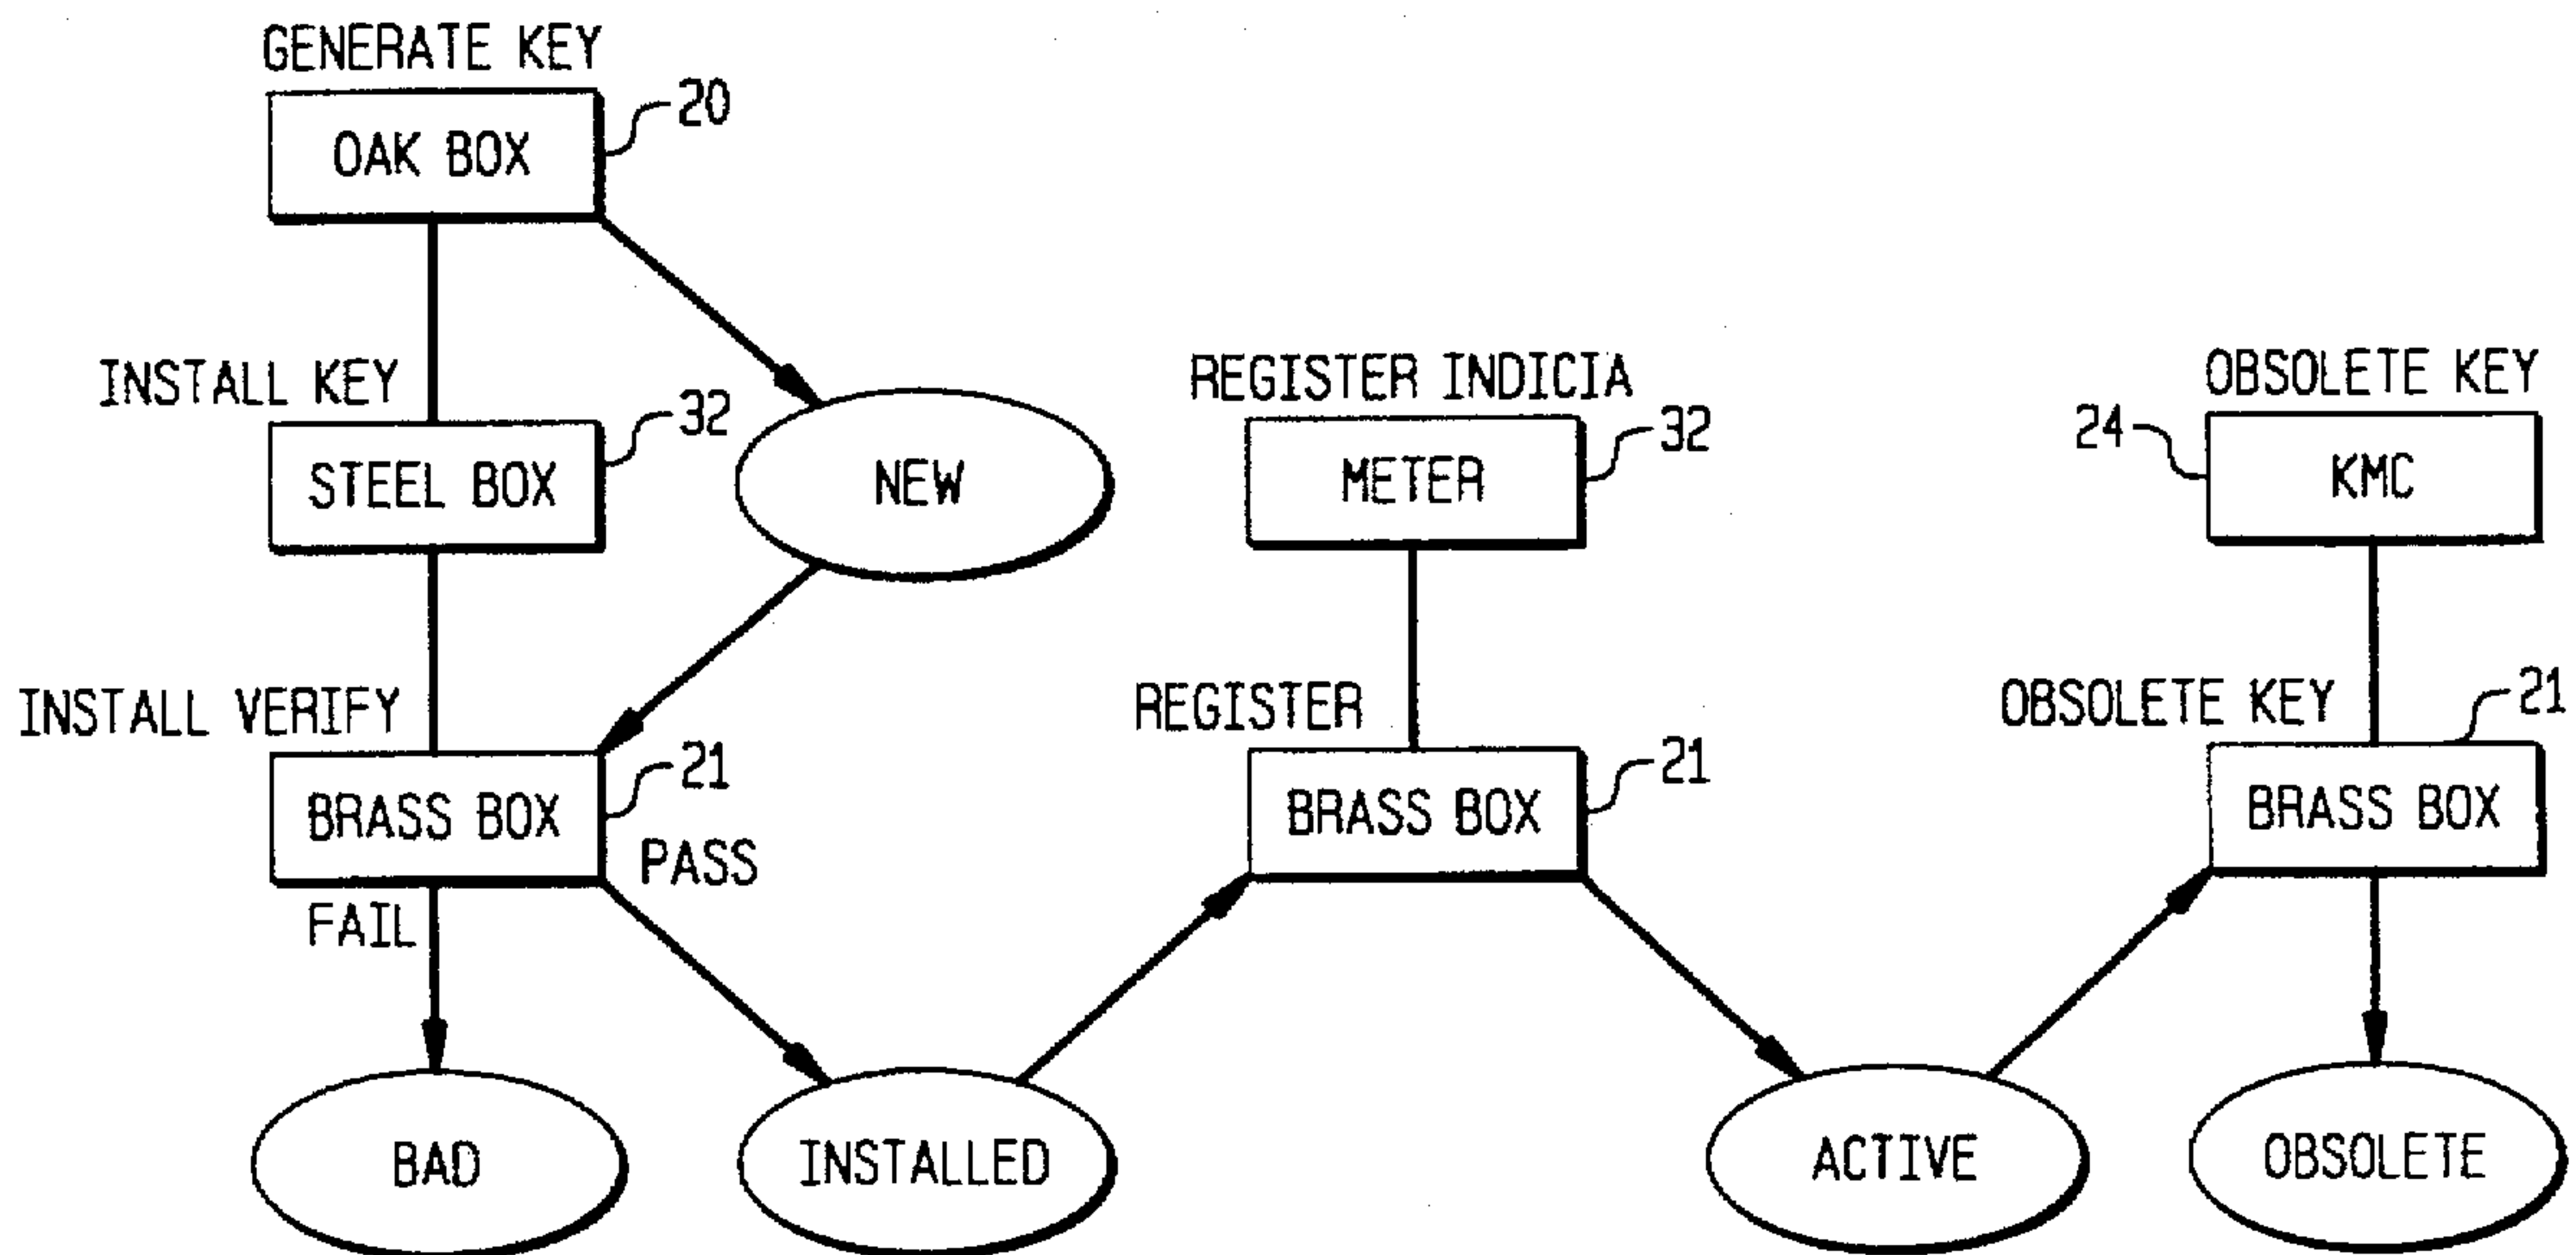 GENERATE KEY
OAK BOX
20
INSTALL KEY
STEEL BOX
32
NEW
INSTALL VERIFY
BRASS BOX
21
PASS
FAIL
BAD
INSTALLED
REGISTER INDICIA
METER
32
REGISTER
BRASS BOX
21
ACTIVE
OBSOLETE KEY
24
KMC
OBSOLETE KEY
21
BRASS BOX
OBSOLETE